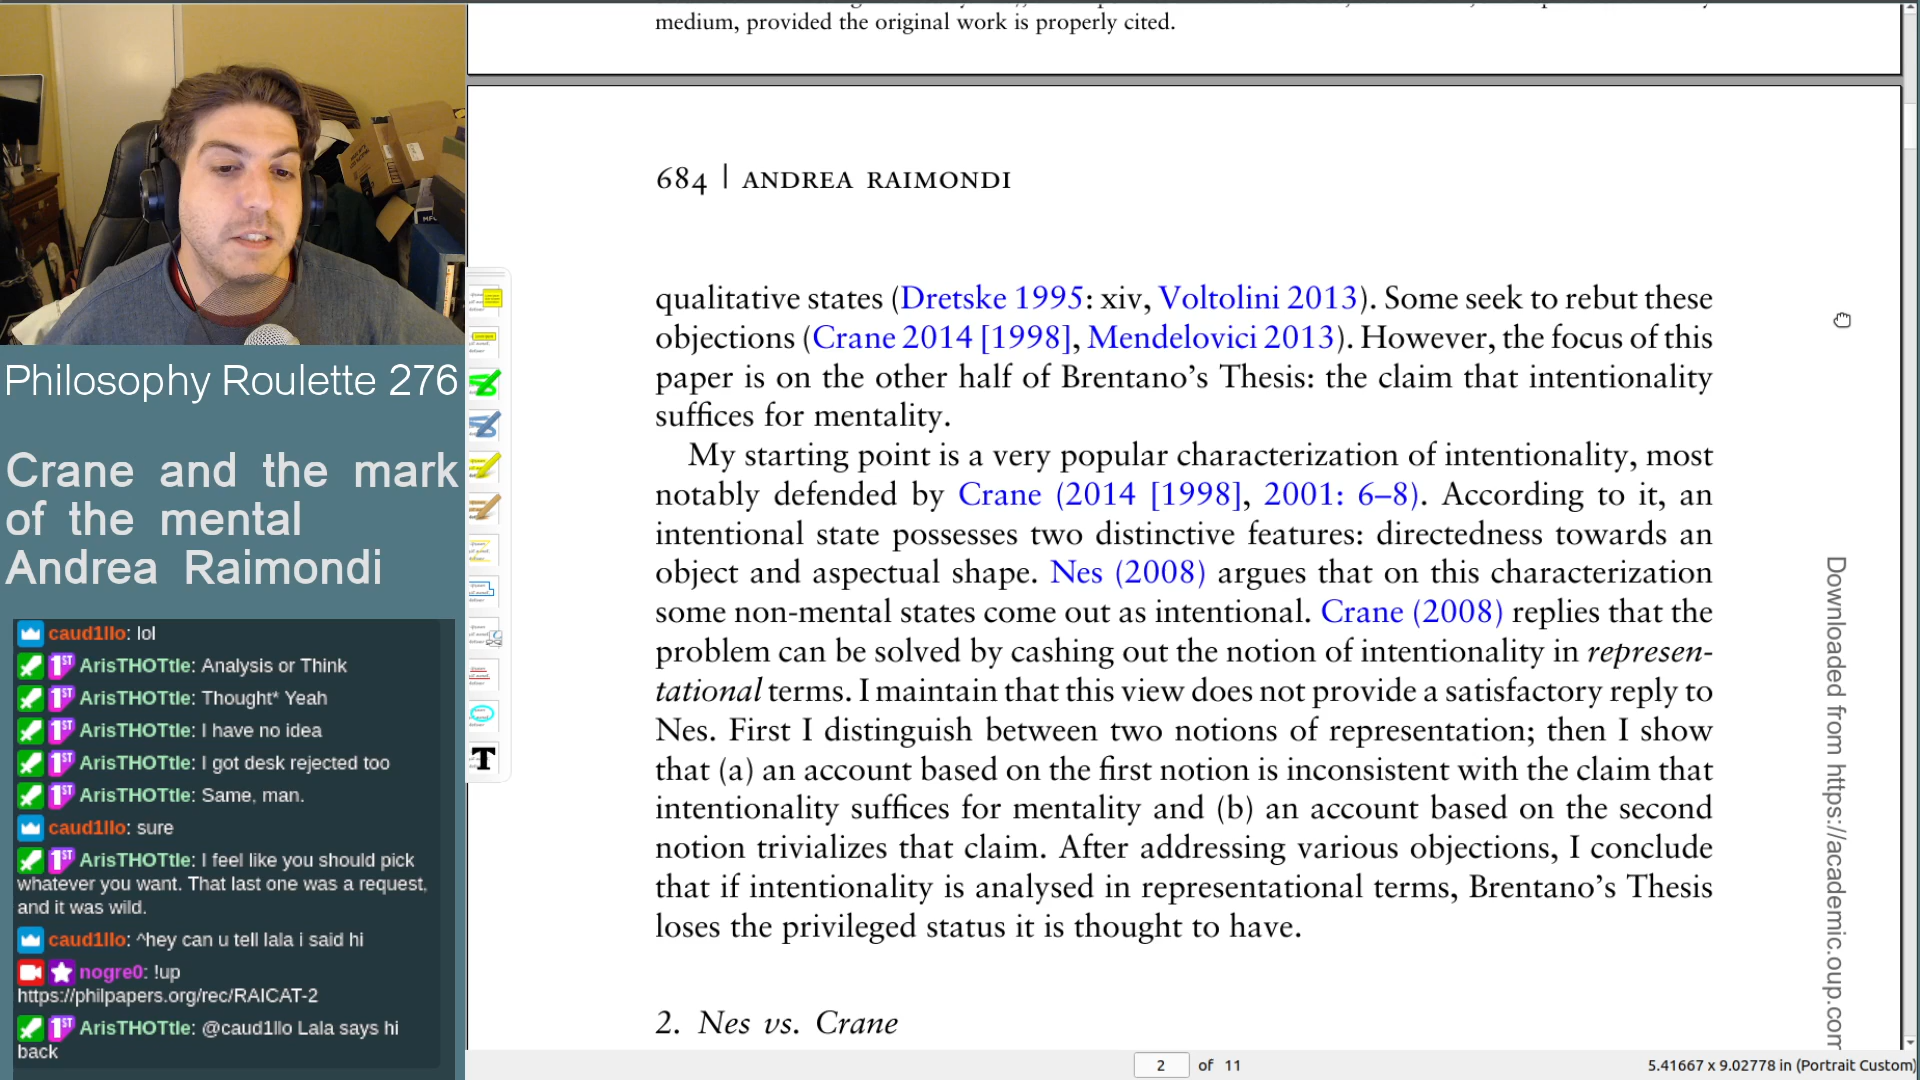 medium, provided the original work is properly cited.
684 | ANDREA RAIMONDI
qualitative states (Dretske 1995: xiv, Voltolini 2013). Some seek to rebut these
objections (Crane 2014 [1998], Mendelovici 2013). However, the focus of this
paper is on the other half of Brentano's Thesis: the claim that intentionality
suffices for mentality.
My starting point is a very popular characterization of intentionality, most
notably defended by Crane (2014 [1998], 2001: 6–8). According to it, an
intentional state possesses two distinctive features: directedness towards an
object and aspectual shape. Nes (2008) argues that on this characterization
some non-mental states come out as intentional. Crane (2008) replies that the
problem can be solved by cashing out the notion of intentionality in represen-
tational terms. I maintain that this view does not provide a satisfactory reply to
Nes. First I distinguish between two notions of representation; then I show
that (a) an account based on the first notion is inconsistent with the claim that
intentionality suffices for mentality and (b) an account based on the second
notion trivializes that claim. After addressing various objections, I conclude
that if intentionality is analysed in representational terms, Brentano's Thesis
loses the privileged status it is thought to have.
2. Nes vs. Crane
Downloaded from https://academic.oup.com
2 of 11
5.41667 x 9.02778 in (Portrait Custom)
T
Philosophy Roulette 276
Crane and the mark
of the mental
Andrea Raimondi
caud1llo: lol
1ST ArisTHOTtle: Analysis or Think
1ST ArisTHOTtle: Thought* Yeah
1ST ArisTHOTtle: I have no idea
1ST ArisTHOTtle: I got desk rejected too
1ST ArisTHOTtle: Same, man.
caud1llo: sure
1ST ArisTHOTtle: I feel like you should pick
whatever you want. That last one was a request,
and it was wild.
caud1llo: ^hey can u tell lala i said hi
nogre0: !up
https://philpapers.org/rec/RAICAT-2
1ST ArisTHOTtle: @caud1llo Lala says hi
back